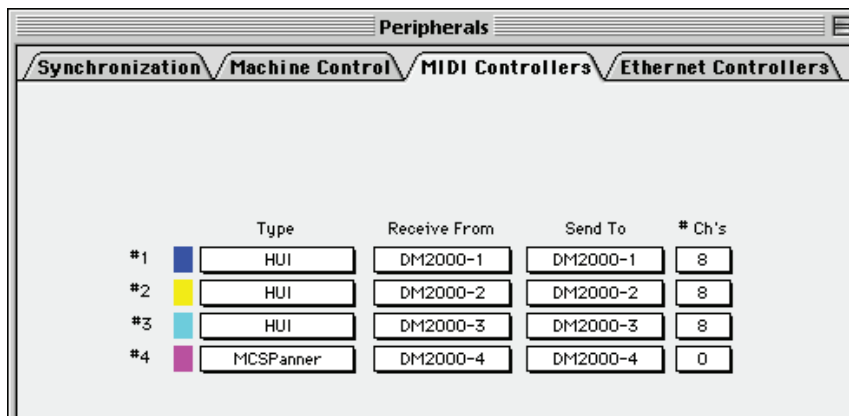 Peripherals
Synchronization Machine Control MIDI Controllers Ethernet Controllers
Type Receive From Send To # Ch's
#1 HUI DM2000-1 DM2000-1 8
#2 HUI DM2000-2 DM2000-2 8
#3 HUI DM2000-3 DM2000-3 8
#4 MCSPanner DM2000-4 DM2000-4 0